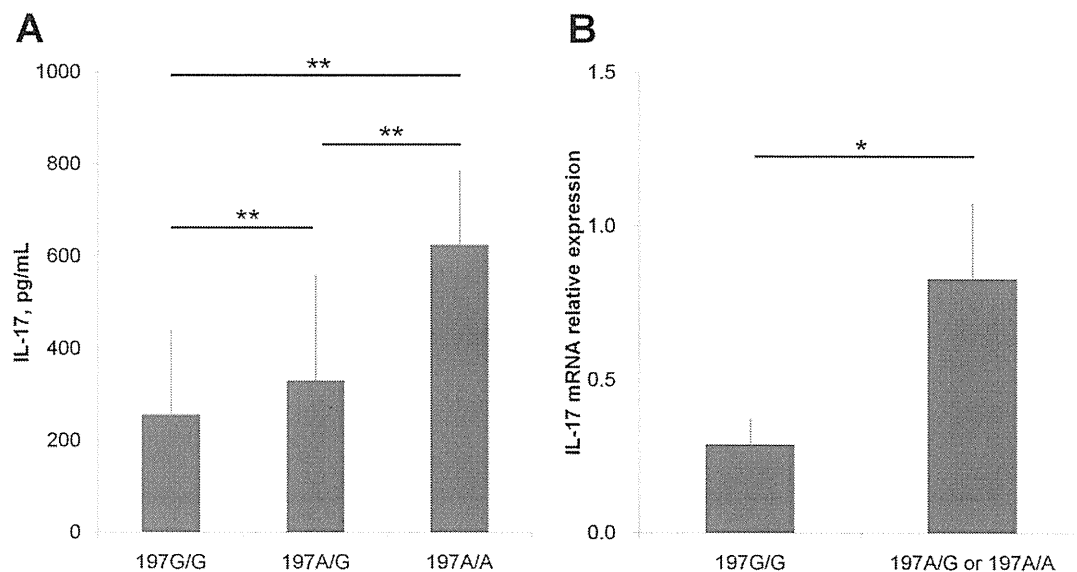 A
1000
800
600
400
200
0
IL-17, pg/mL
**
**
**
197G/G 197A/G 197A/A
B
1.5
1.0
0.5
0.0
IL-17 mRNA relative expression
*
197G/G 197A/G or 197A/A